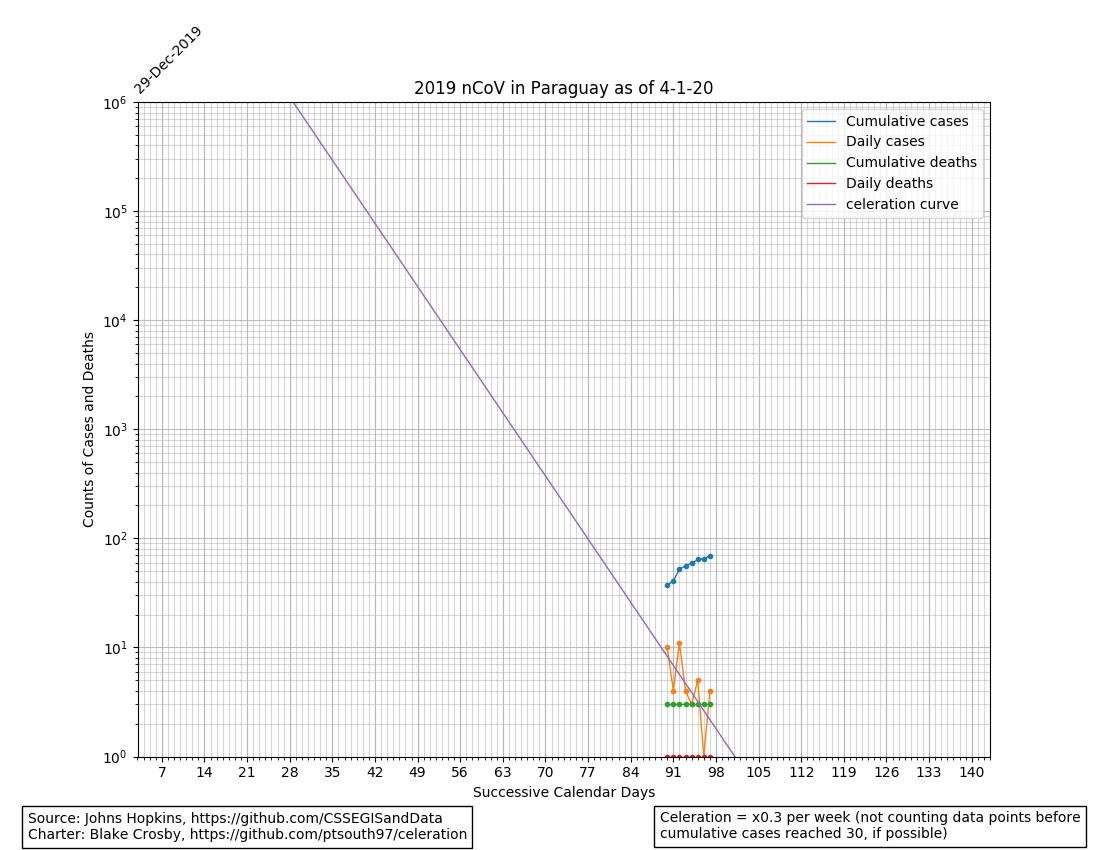 29-Dec-2019
2019 nCoV in Paraguay as of 4-1-20
10^6
10^5
10^4
10^3
10^2
10^1
10^0
Counts of Cases and Deaths
Cumulative cases
Daily cases
Cumulative deaths
Daily deaths
celeration curve
7 14 21 28 35 42 49 56 63 70 77 84 91 98 105 112 119 126 133 140
Successive Calendar Days
Source: Johns Hopkins, https://github.com/CSSEGISandData
Charter: Blake Crosby, https://github.com/ptsouth97/celeration
Celeration = x0.3 per week (not counting data points before
cumulative cases reached 30, if possible)